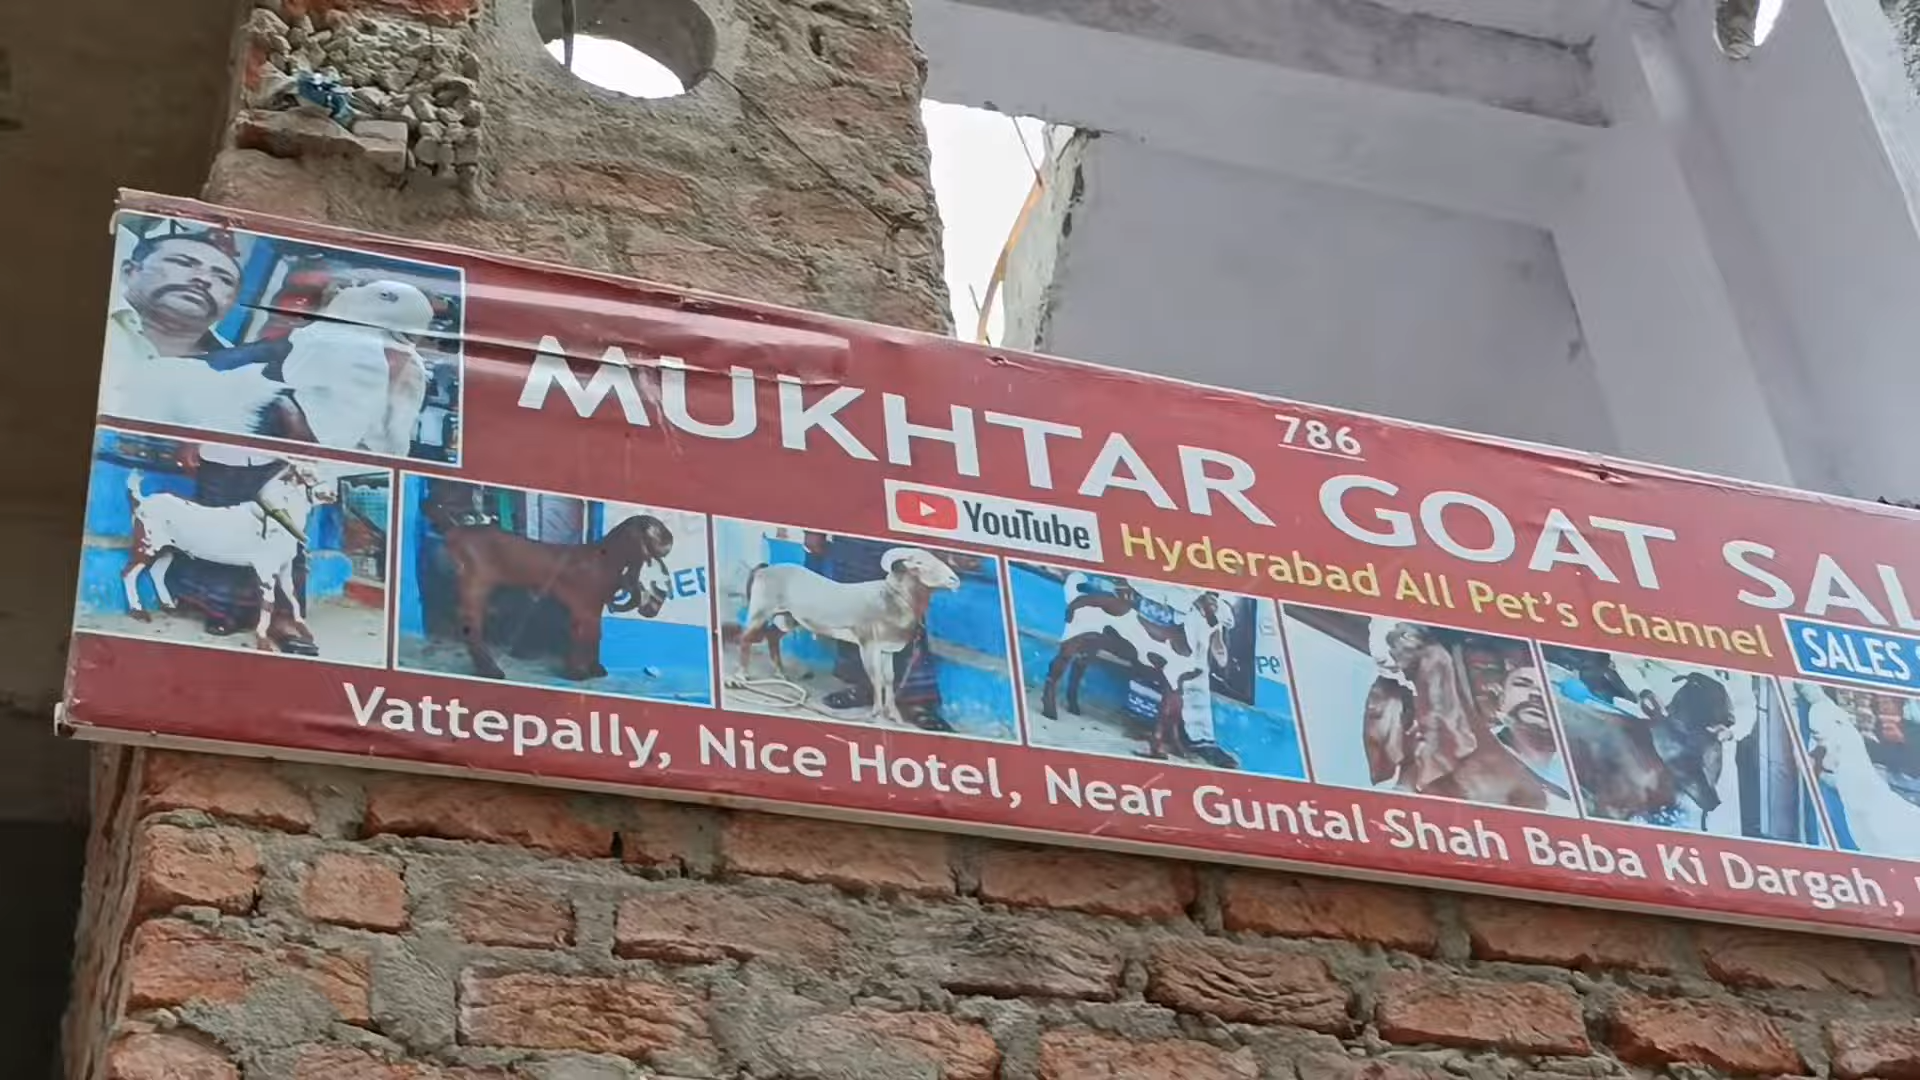 786
MUKHTAR GOAT SAL
YouTube Hyderabad All Pet's Channel
SALES
Vattepally, Nice Hotel, Near Guntal Shah Baba Ki Dargah,